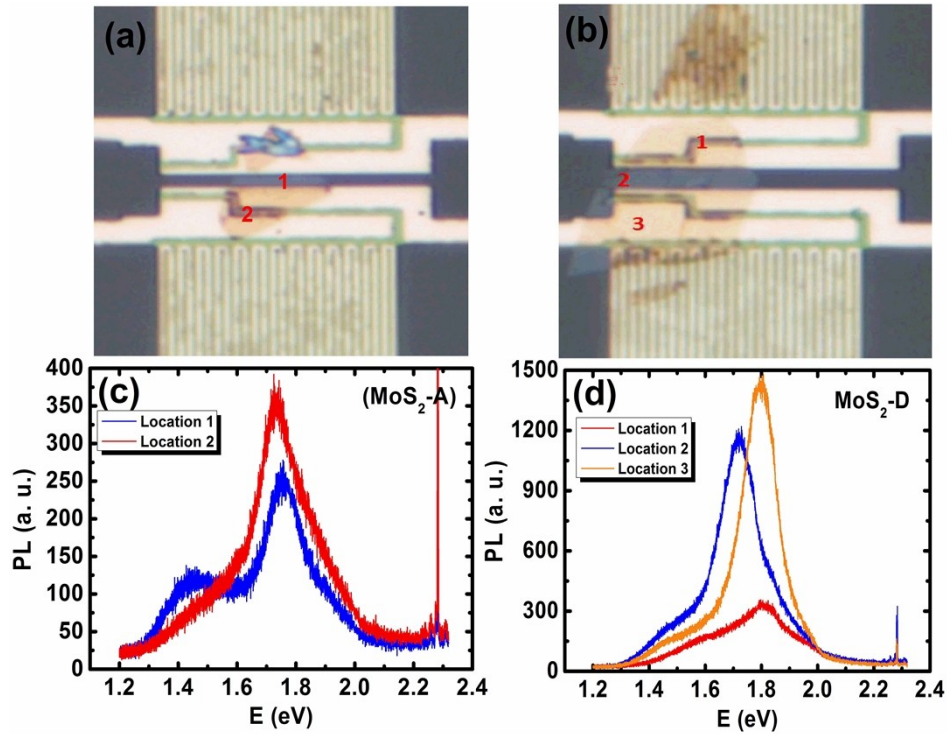 (a)
1
2
(b)
1
2
3
(c)
(MoS₂-A)
Location 1
Location 2
PL (a. u.)
400
350
300
250
200
150
100
50
0
1.2 1.4 1.6 1.8 2.0 2.2 2.4
E (eV)
(d)
MoS₂-D
Location 1
Location 2
Location 3
PL (a. u.)
1500
1200
900
600
300
0
1.2 1.4 1.6 1.8 2.0 2.2 2.4
E (eV)